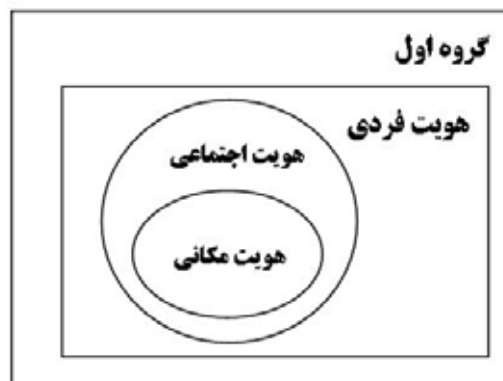 گروه اول
هویت فردی
هویت اجتماعی
هویت مکانی